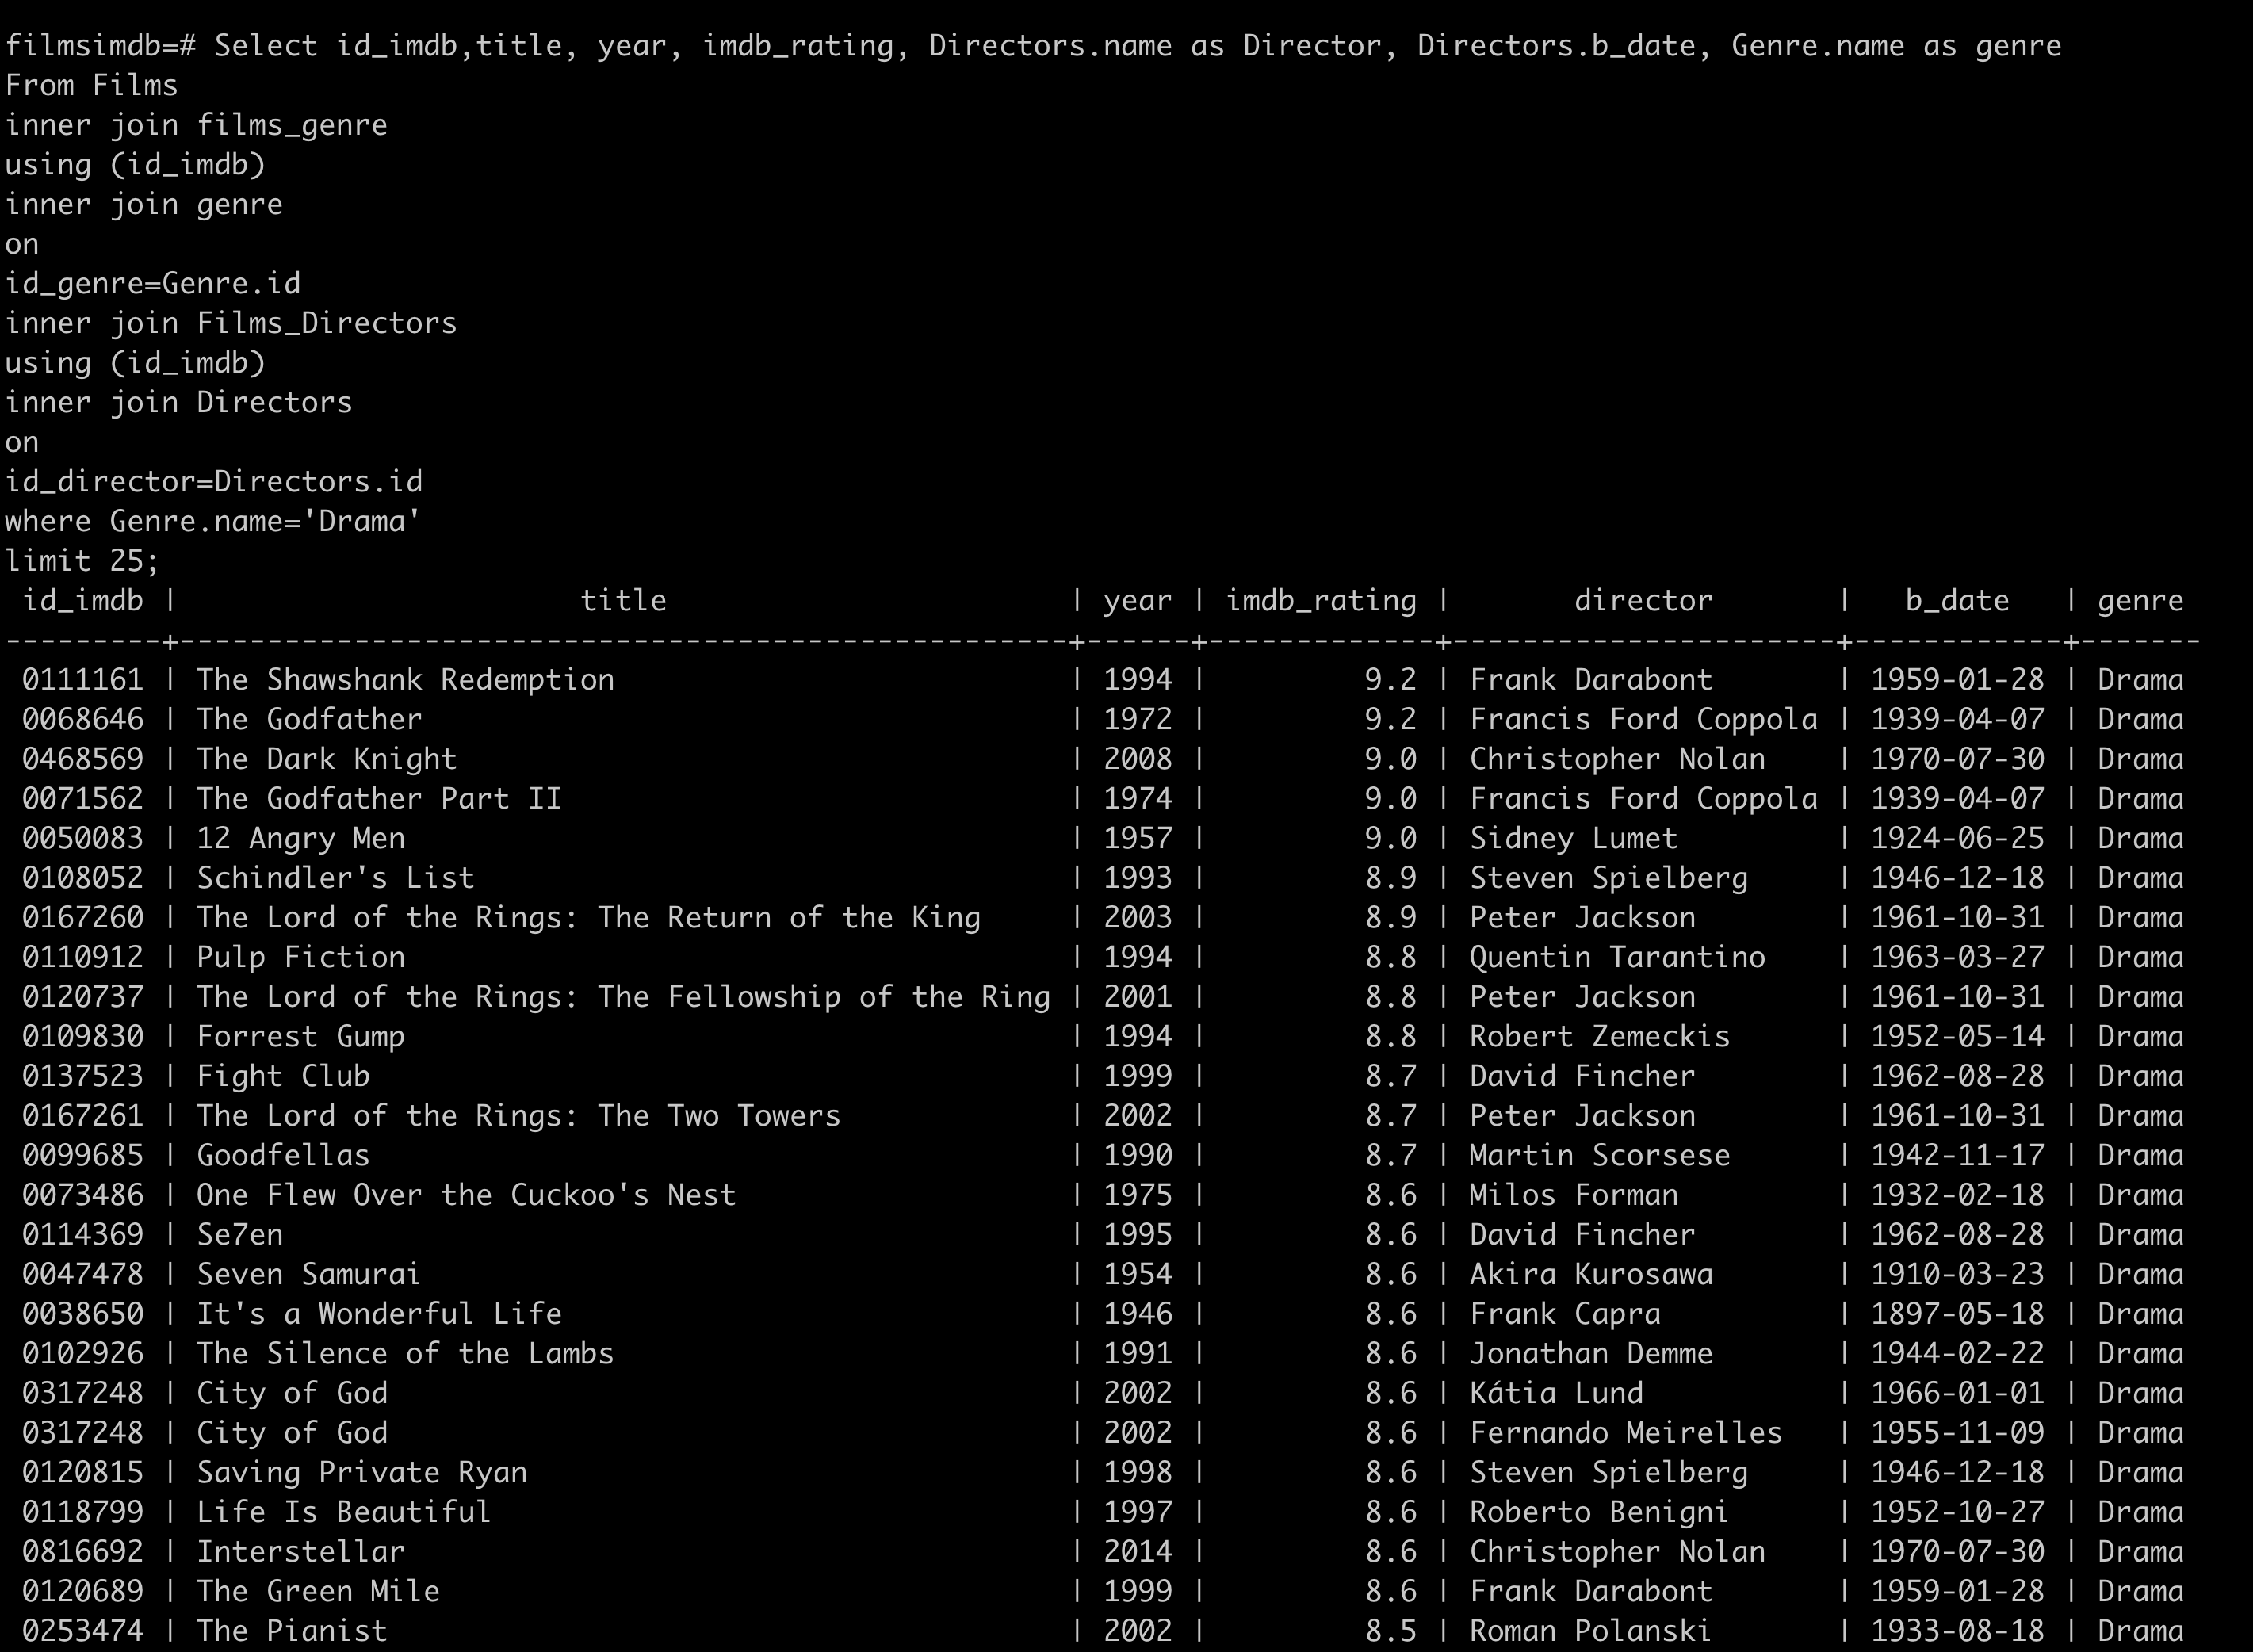 filmsimdb=# Select id_imdb,title, year, imdb_rating, Directors.name as Director, Directors.b_date, Genre.name as genre
From Films
inner join films_genre
using (id_imdb)
inner join genre
on
id_genre=Genre.id
inner join Films_Directors
using (id_imdb)
inner join Directors
on
id_director=Directors.id
where Genre.name='Drama'
limit 25;
 id_imdb |                       title                       | year | imdb_rating |       director       |   b_date   | genre
---------+---------------------------------------------------+------+-------------+----------------------+------------+-------
 0111161 | The Shawshank Redemption                          | 1994 |         9.2 | Frank Darabont       | 1959-01-28 | Drama
 0068646 | The Godfather                                     | 1972 |         9.2 | Francis Ford Coppola | 1939-04-07 | Drama
 0468569 | The Dark Knight                                   | 2008 |         9.0 | Christopher Nolan    | 1970-07-30 | Drama
 0071562 | The Godfather Part II                             | 1974 |         9.0 | Francis Ford Coppola | 1939-04-07 | Drama
 0050083 | 12 Angry Men                                      | 1957 |         9.0 | Sidney Lumet         | 1924-06-25 | Drama
 0108052 | Schindler's List                                  | 1993 |         8.9 | Steven Spielberg     | 1946-12-18 | Drama
 0167260 | The Lord of the Rings: The Return of the King     | 2003 |         8.9 | Peter Jackson        | 1961-10-31 | Drama
 0110912 | Pulp Fiction                                      | 1994 |         8.8 | Quentin Tarantino    | 1963-03-27 | Drama
 0120737 | The Lord of the Rings: The Fellowship of the Ring | 2001 |         8.8 | Peter Jackson        | 1961-10-31 | Drama
 0109830 | Forrest Gump                                      | 1994 |         8.8 | Robert Zemeckis      | 1952-05-14 | Drama
 0137523 | Fight Club                                        | 1999 |         8.7 | David Fincher        | 1962-08-28 | Drama
 0167261 | The Lord of the Rings: The Two Towers             | 2002 |         8.7 | Peter Jackson        | 1961-10-31 | Drama
 0099685 | Goodfellas                                        | 1990 |         8.7 | Martin Scorsese      | 1942-11-17 | Drama
 0073486 | One Flew Over the Cuckoo's Nest                   | 1975 |         8.6 | Milos Forman         | 1932-02-18 | Drama
 0114369 | Se7en                                             | 1995 |         8.6 | David Fincher        | 1962-08-28 | Drama
 0047478 | Seven Samurai                                     | 1954 |         8.6 | Akira Kurosawa       | 1910-03-23 | Drama
 0038650 | It's a Wonderful Life                             | 1946 |         8.6 | Frank Capra          | 1897-05-18 | Drama
 0102926 | The Silence of the Lambs                          | 1991 |         8.6 | Jonathan Demme       | 1944-02-22 | Drama
 0317248 | City of God                                       | 2002 |         8.6 | Kátia Lund           | 1966-01-01 | Drama
 0317248 | City of God                                       | 2002 |         8.6 | Fernando Meirelles   | 1955-11-09 | Drama
 0120815 | Saving Private Ryan                               | 1998 |         8.6 | Steven Spielberg     | 1946-12-18 | Drama
 0118799 | Life Is Beautiful                                 | 1997 |         8.6 | Roberto Benigni      | 1952-10-27 | Drama
 0816692 | Interstellar                                      | 2014 |         8.6 | Christopher Nolan    | 1970-07-30 | Drama
 0120689 | The Green Mile                                    | 1999 |         8.6 | Frank Darabont       | 1959-01-28 | Drama
 0253474 | The Pianist                                       | 2002 |         8.5 | Roman Polanski       | 1933-08-18 | Drama